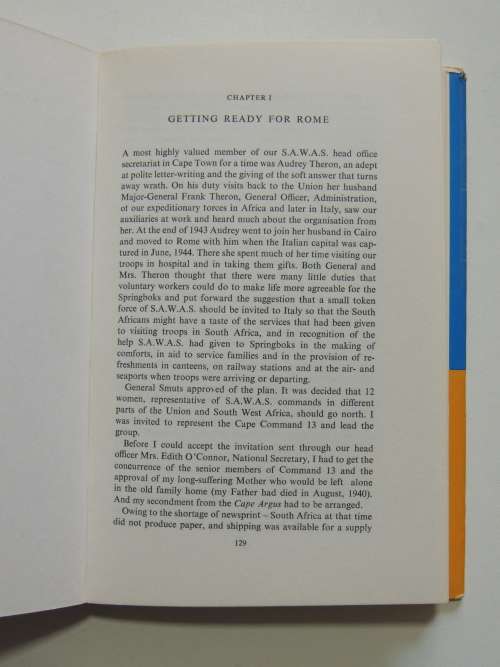 CHAPTER I
GETTING READY FOR ROME
A most highly valued member of our S.A.W.A.S. head office
secretariat in Cape Town for a time was Audrey Theron, an adept
at polite letter-writing and the giving of the soft answer that turns
away wrath. On his duty visits back to the Union her husband
Major-General Frank Theron, General Officer, Administration,
of our expeditionary forces in Africa and later in Italy, saw our
auxiliaries at work and heard much about the organisation from
her. At the end of 1943 Audrey went to join her husband in Cairo
and moved to Rome with him when the Italian capital was cap-
tured in June, 1944. There she spent much of her time visiting our
troops in hospital and in taking them gifts. Both General and
Mrs. Theron thought that there were many little duties that
voluntary workers could do to make life more agreeable for the
Springboks and put forward the suggestion that a small token
force of S.A.W.A.S. should be invited to Italy so that the South
Africans might have a taste of the services that had been given
to visiting troops in South Africa, and in recognition of the
help S.A.W.A.S. had given to Springboks in the making of
comforts, in aid to service families and in the provision of re-
freshments in canteens, on railway stations and at the air- and
seaports when troops were arriving or departing.
General Smuts approved of the plan. It was decided that 12
women, representative of S.A.W.A.S. commands in different
parts of the Union and South West Africa, should go north. I
was invited to represent the Cape Command 13 and lead the
group.
Before I could accept the invitation sent through our head
officer Mrs. Edith O'Connor, National Secretary, I had to get the
concurrence of the senior members of Command 13 and the
approval of my long-suffering Mother who would be left alone
in the old family home (my Father had died in August, 1940).
And my secondment from the Cape Argus had to be arranged.
Owing to the shortage of newsprint – South Africa at that time
did not produce paper, and shipping was available for a supply
129